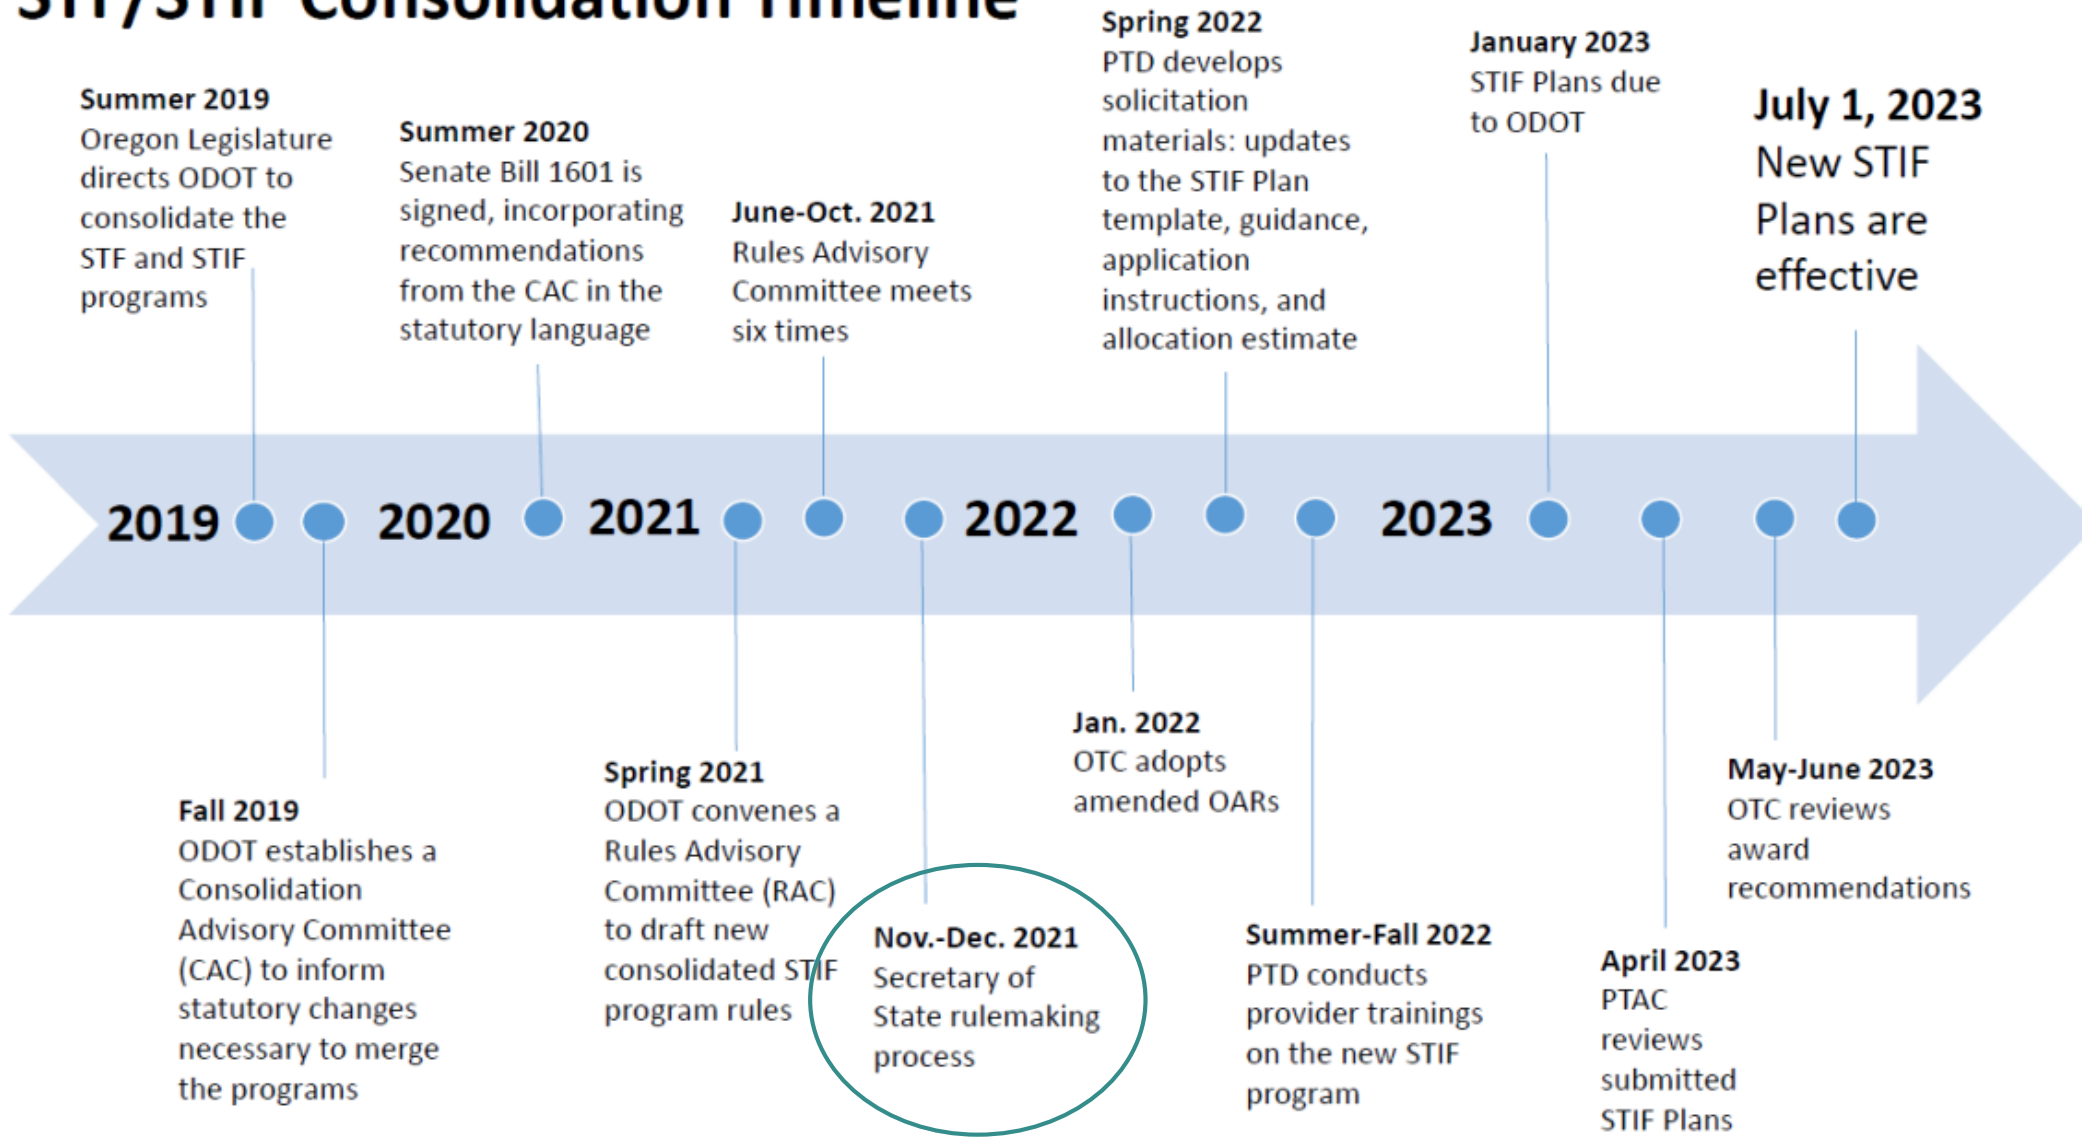 STF/STIF Consolidation Timeline
Summer 2019
Oregon Legislature
directs ODOT to
consolidate the
STF and STIF
programs
Summer 2020
Senate Bill 1601 is
signed, incorporating
recommendations
from the CAC in the
statutory language
June-Oct. 2021
Rules Advisory
Committee meets
six times
Spring 2022
PTD develops
solicitation
materials: updates
to the STIF Plan
template, guidance,
application
instructions, and
allocation estimate
January 2023
STIF Plans due
to ODOT
July 1, 2023
New STIF
Plans are
effective
2019
2020
2021
2022
2023
Fall 2019
ODOT establishes a
Consolidation
Advisory Committee
(CAC) to inform
statutory changes
necessary to merge
the programs
Spring 2021
ODOT convenes a
Rules Advisory
Committee (RAC)
to draft new
consolidated STIF
program rules
Nov.-Dec. 2021
Secretary of
State rulemaking
process
Jan. 2022
OTC adopts
amended OARs
Summer-Fall 2022
PTD conducts
provider trainings
on the new STIF
program
April 2023
PTAC
reviews
submitted
STIF Plans
May-June 2023
OTC reviews
award
recommendations